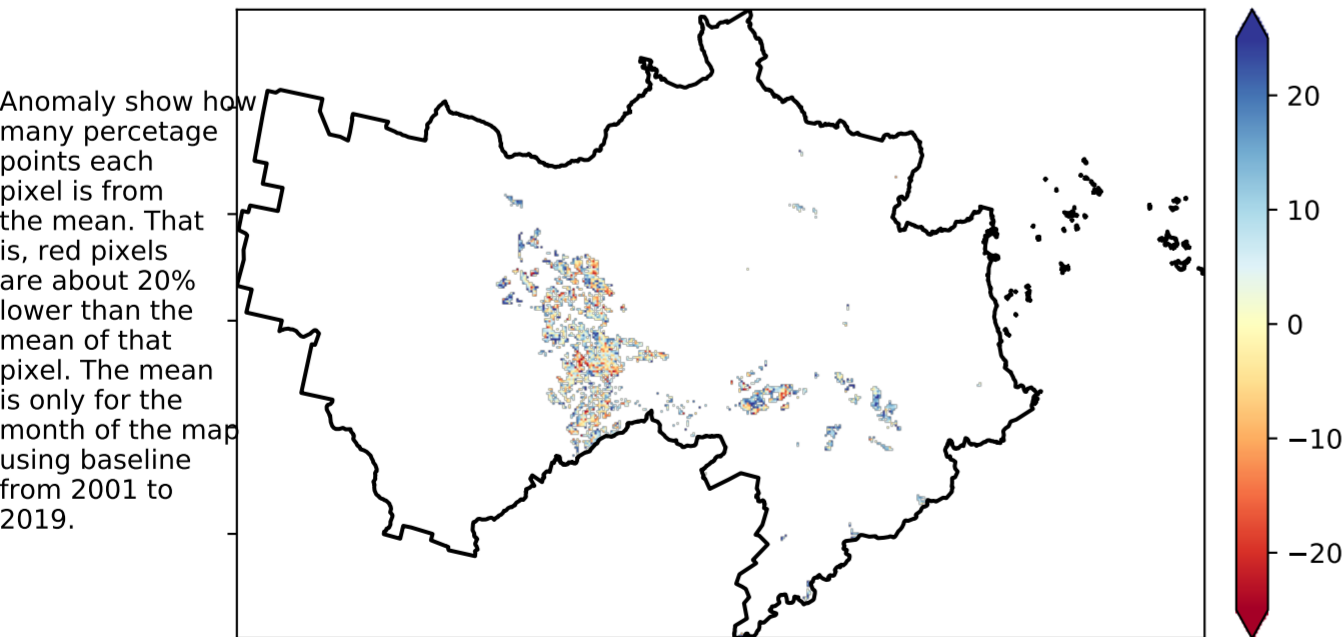 Anomaly show how
many percetage
points each
pixel is from
the mean. That
is, red pixels
are about 20%
lower than the
mean of that
pixel. The mean
is only for the
month of the map
using baseline
from 2001 to
2019.
20
10
0
−10
−20